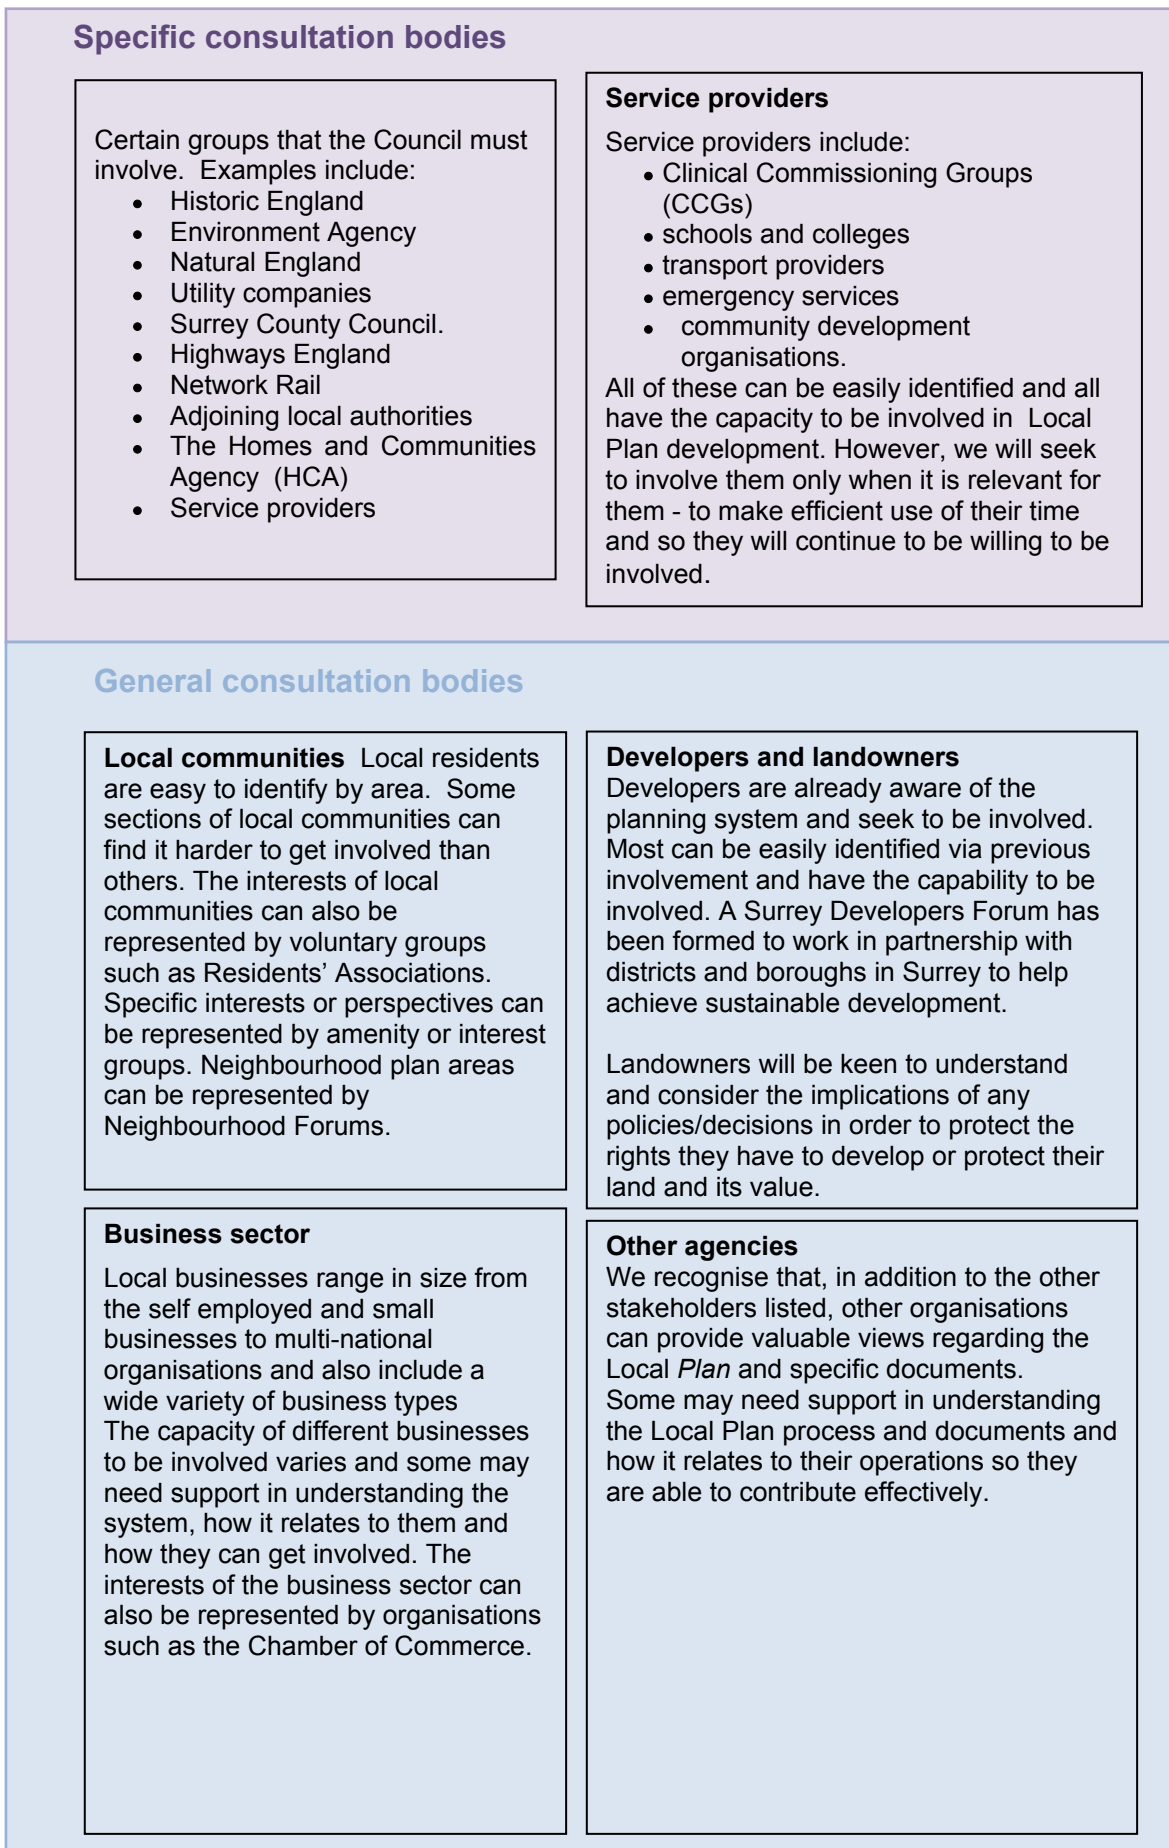 Specific consultation bodies
Certain groups that the Council must
involve.  Examples include:
• Historic England
• Environment Agency
• Natural England
• Utility companies
• Surrey County Council.
• Highways England
• Network Rail
• Adjoining local authorities
• The Homes and Communities
Agency (HCA)
• Service providers
Service providers
Service providers include:
• Clinical Commissioning Groups
(CCGs)
• schools and colleges
• transport providers
• emergency services
• community development
organisations.
All of these can be easily identified and all
have the capacity to be involved in Local
Plan development. However, we will seek
to involve them only when it is relevant for
them - to make efficient use of their time
and so they will continue to be willing to be
involved.
General consultation bodies
Local communities Local residents
are easy to identify by area.  Some
sections of local communities can
find it harder to get involved than
others. The interests of local
communities can also be
represented by voluntary groups
such as Residents’ Associations.
Specific interests or perspectives can
be represented by amenity or interest
groups. Neighbourhood plan areas
can be represented by
Neighbourhood Forums.
Developers and landowners
Developers are already aware of the
planning system and seek to be involved.
Most can be easily identified via previous
involvement and have the capability to be
involved. A Surrey Developers Forum has
been formed to work in partnership with
districts and boroughs in Surrey to help
achieve sustainable development.
Landowners will be keen to understand
and consider the implications of any
policies/decisions in order to protect the
rights they have to develop or protect their
land and its value.
Business sector
Local businesses range in size from
the self employed and small
businesses to multi-national
organisations and also include a
wide variety of business types
The capacity of different businesses
to be involved varies and some may
need support in understanding the
system, how it relates to them and
how they can get involved. The
interests of the business sector can
also be represented by organisations
such as the Chamber of Commerce.
Other agencies
We recognise that, in addition to the other
stakeholders listed, other organisations
can provide valuable views regarding the
Local Plan and specific documents.
Some may need support in understanding
the Local Plan process and documents and
how it relates to their operations so they
are able to contribute effectively.